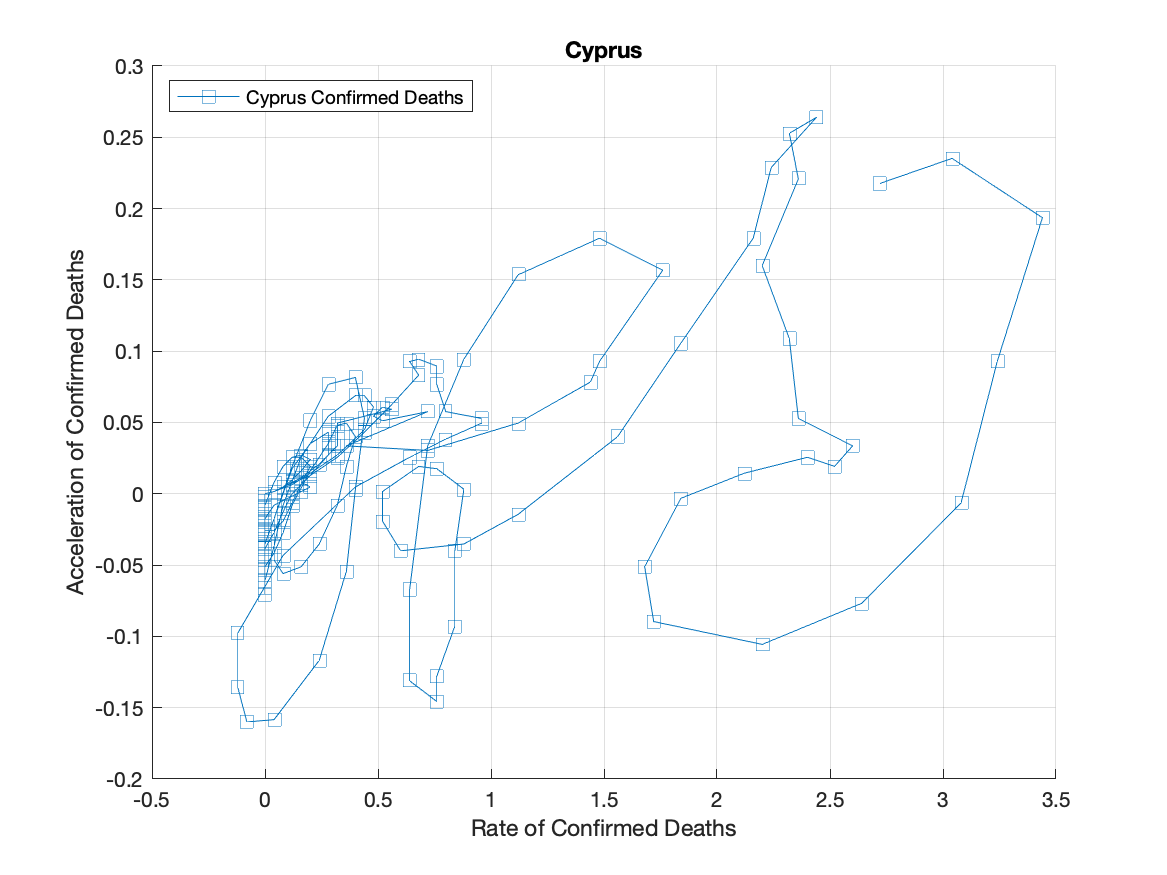 Cyprus
0.3
Cyprus Confirmed Deaths
0.25
0.2
0.15
0.1
0.05
0
-0.05
-0.1
-0.15
-0.2
Acceleration of Confirmed Deaths
-0.5 0 0.5 1 1.5 2 2.5 3 3.5
Rate of Confirmed Deaths